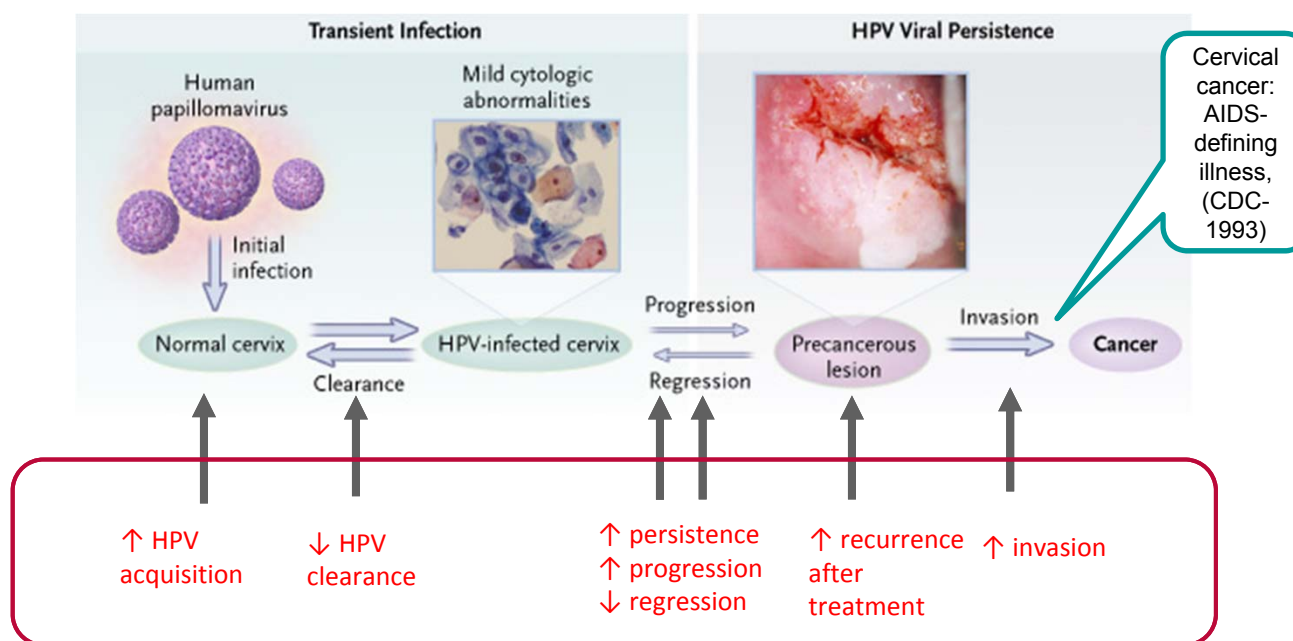 Transient Infection
HPV Viral Persistence
Human
papillomavirus
Mild cytologic
abnormalities
Cervical
cancer:
AIDS-
defining
illness,
(CDC-
1993)
Initial
infection
Normal cervix
Clearance
HPV-infected cervix
Progression
Regression
Precancerous
lesion
Invasion
Cancer
↑ HPV
acquisition
↓ HPV
clearance
↑ persistence
↑ progression
↓ regression
↑ recurrence
after
treatment
↑ invasion